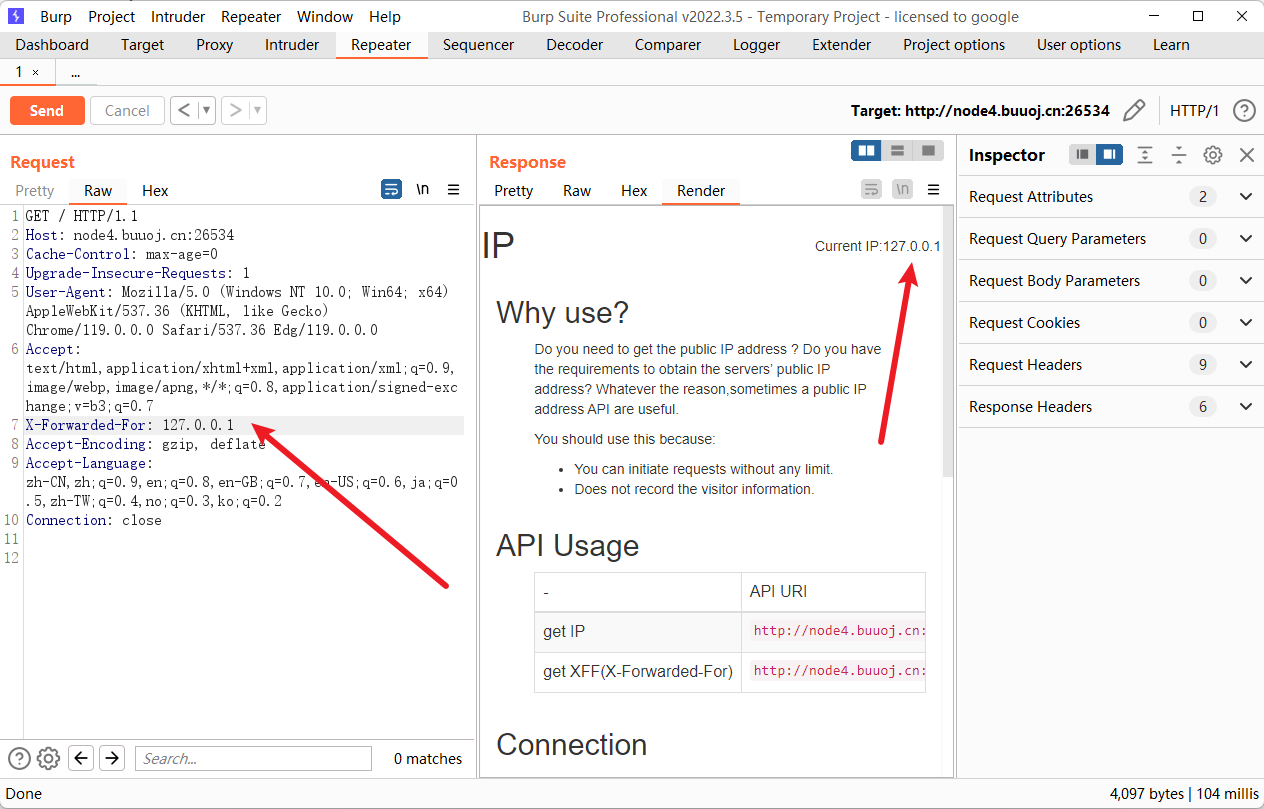 Burp Project Intruder Repeater Window Help Burp Suite Professional v2022.3.5 - Temporary Project - licensed to google
Dashboard Target Proxy Intruder Repeater Sequencer Decoder Comparer Logger Extender Project options User options Learn
1 × ...
Send Cancel < > Target: http://node4.buuoj.cn:26534 HTTP/1 ?
Request
Pretty Raw Hex \n
1 GET / HTTP/1.1
2 Host: node4.buuoj.cn:26534
3 Cache-Control: max-age=0
4 Upgrade-Insecure-Requests: 1
5 User-Agent: Mozilla/5.0 (Windows NT 10.0; Win64; x64)
AppleWebKit/537.36 (KHTML, like Gecko)
Chrome/119.0.0.0 Safari/537.36 Edg/119.0.0.0
6 Accept:
text/html,application/xhtml+xml,application/xml;q=0.9,
image/webp,image/apng,*/*;q=0.8,application/signed-exc
hange;v=b3;q=0.7
7 X-Forwarded-For: 127.0.0.1
8 Accept-Encoding: gzip, deflate
9 Accept-Language:
zh-CN,zh;q=0.9,en;q=0.8,en-GB;q=0.7,en-US;q=0.6,ja;q=0
.5,zh-TW;q=0.4,no;q=0.3,ko;q=0.2
10 Connection: close
11
12
? Search... 0 matches
Response
Pretty Raw Hex Render \n
IP
Current IP:127.0.0.1
Why use?
Do you need to get the public IP address ? Do you have
the requirements to obtain the servers' public IP
address? Whatever the reason,sometimes a public IP
address API are useful.
You should use this because:
• You can initiate requests without any limit.
• Does not record the visitor information.
API Usage
- API URI
get IP http://node4.buuoj.cn:
get XFF(X-Forwarded-For) http://node4.buuoj.cn:
Connection
Inspector
Request Attributes 2
Request Query Parameters 0
Request Body Parameters 0
Request Cookies 0
Request Headers 9
Response Headers 6
Done 4,097 bytes | 104 millis